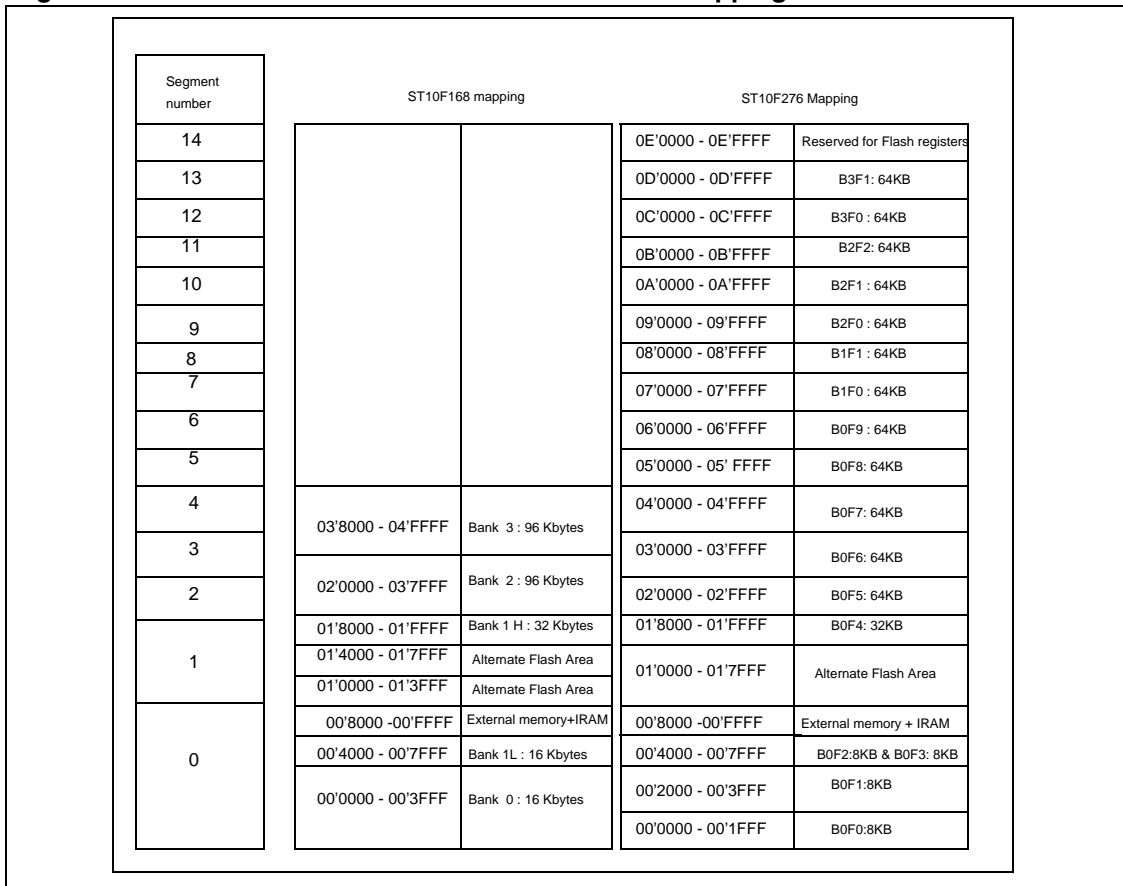 Segment
number
ST10F168 mapping
ST10F276 Mapping
14
0E'0000 - 0E'FFFF
Reserved for Flash registers
13
0D'0000 - 0D'FFFF
B3F1: 64KB
12
0C'0000 - 0C'FFFF
B3F0 : 64KB
11
0B'0000 - 0B'FFFF
B2F2: 64KB
10
0A'0000 - 0A'FFFF
B2F1 : 64KB
9
09'0000 - 09'FFFF
B2F0 : 64KB
8
08'0000 - 08'FFFF
B1F1 : 64KB
7
07'0000 - 07'FFFF
B1F0 : 64KB
6
06'0000 - 06'FFFF
B0F9 : 64KB
5
05'0000 - 05' FFFF
B0F8: 64KB
4
03'8000 - 04'FFFF
Bank 3 : 96 Kbytes
04'0000 - 04'FFFF
B0F7: 64KB
3
03'0000 - 03'FFFF
B0F6: 64KB
2
02'0000 - 03'7FFF
Bank 2 : 96 Kbytes
02'0000 - 02'FFFF
B0F5: 64KB
1
01'8000 - 01'FFFF
Bank 1 H : 32 Kbytes
01'8000 - 01'FFFF
B0F4: 32KB
01'4000 - 01'7FFF
Alternate Flash Area
01'0000 - 01'3FFF
Alternate Flash Area
01'0000 - 01'7FFF
Alternate Flash Area
0
00'8000 -00'FFFF
External memory+IRAM
00'8000 -00'FFFF
External memory + IRAM
00'4000 - 00'7FFF
Bank 1L : 16 Kbytes
00'4000 - 00'7FFF
B0F2:8KB & B0F3: 8KB
00'0000 - 00'3FFF
Bank 0 : 16 Kbytes
00'2000 - 00'3FFF
B0F1:8KB
00'0000 - 00'1FFF
B0F0:8KB